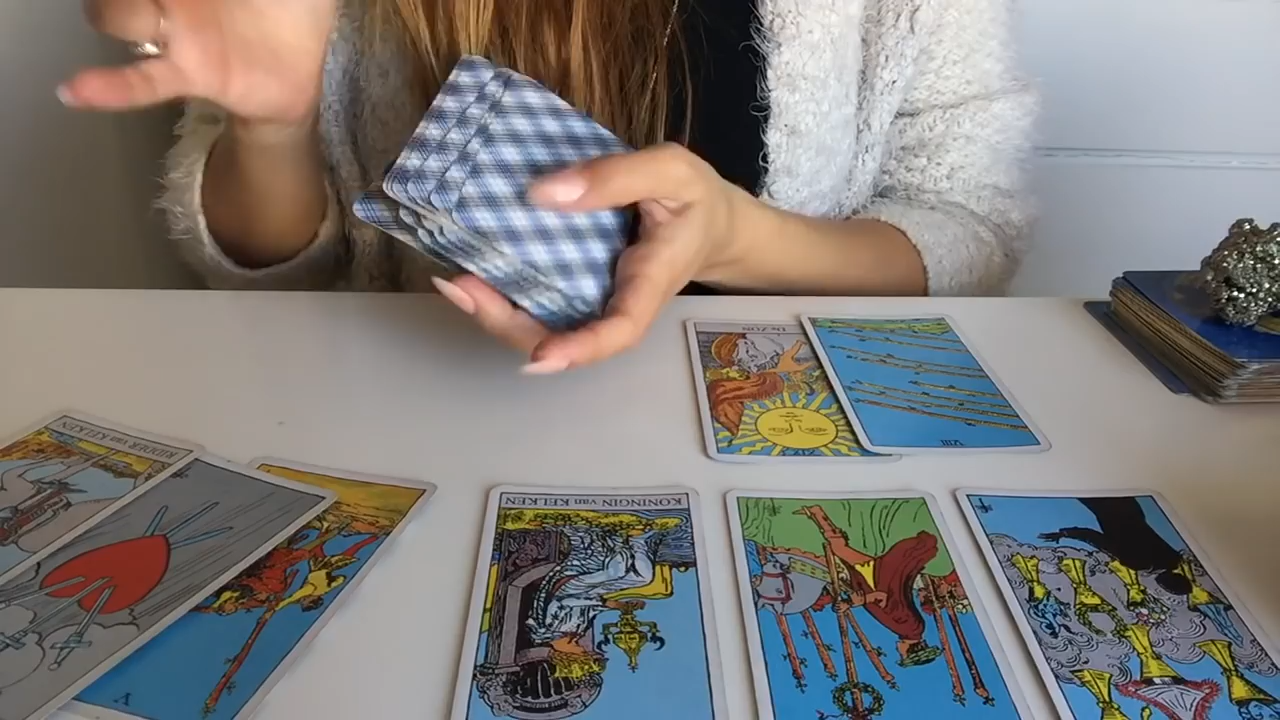 De ZON
VIII
RIDDER van KELKEN
KONINGIN van KELKEN
V